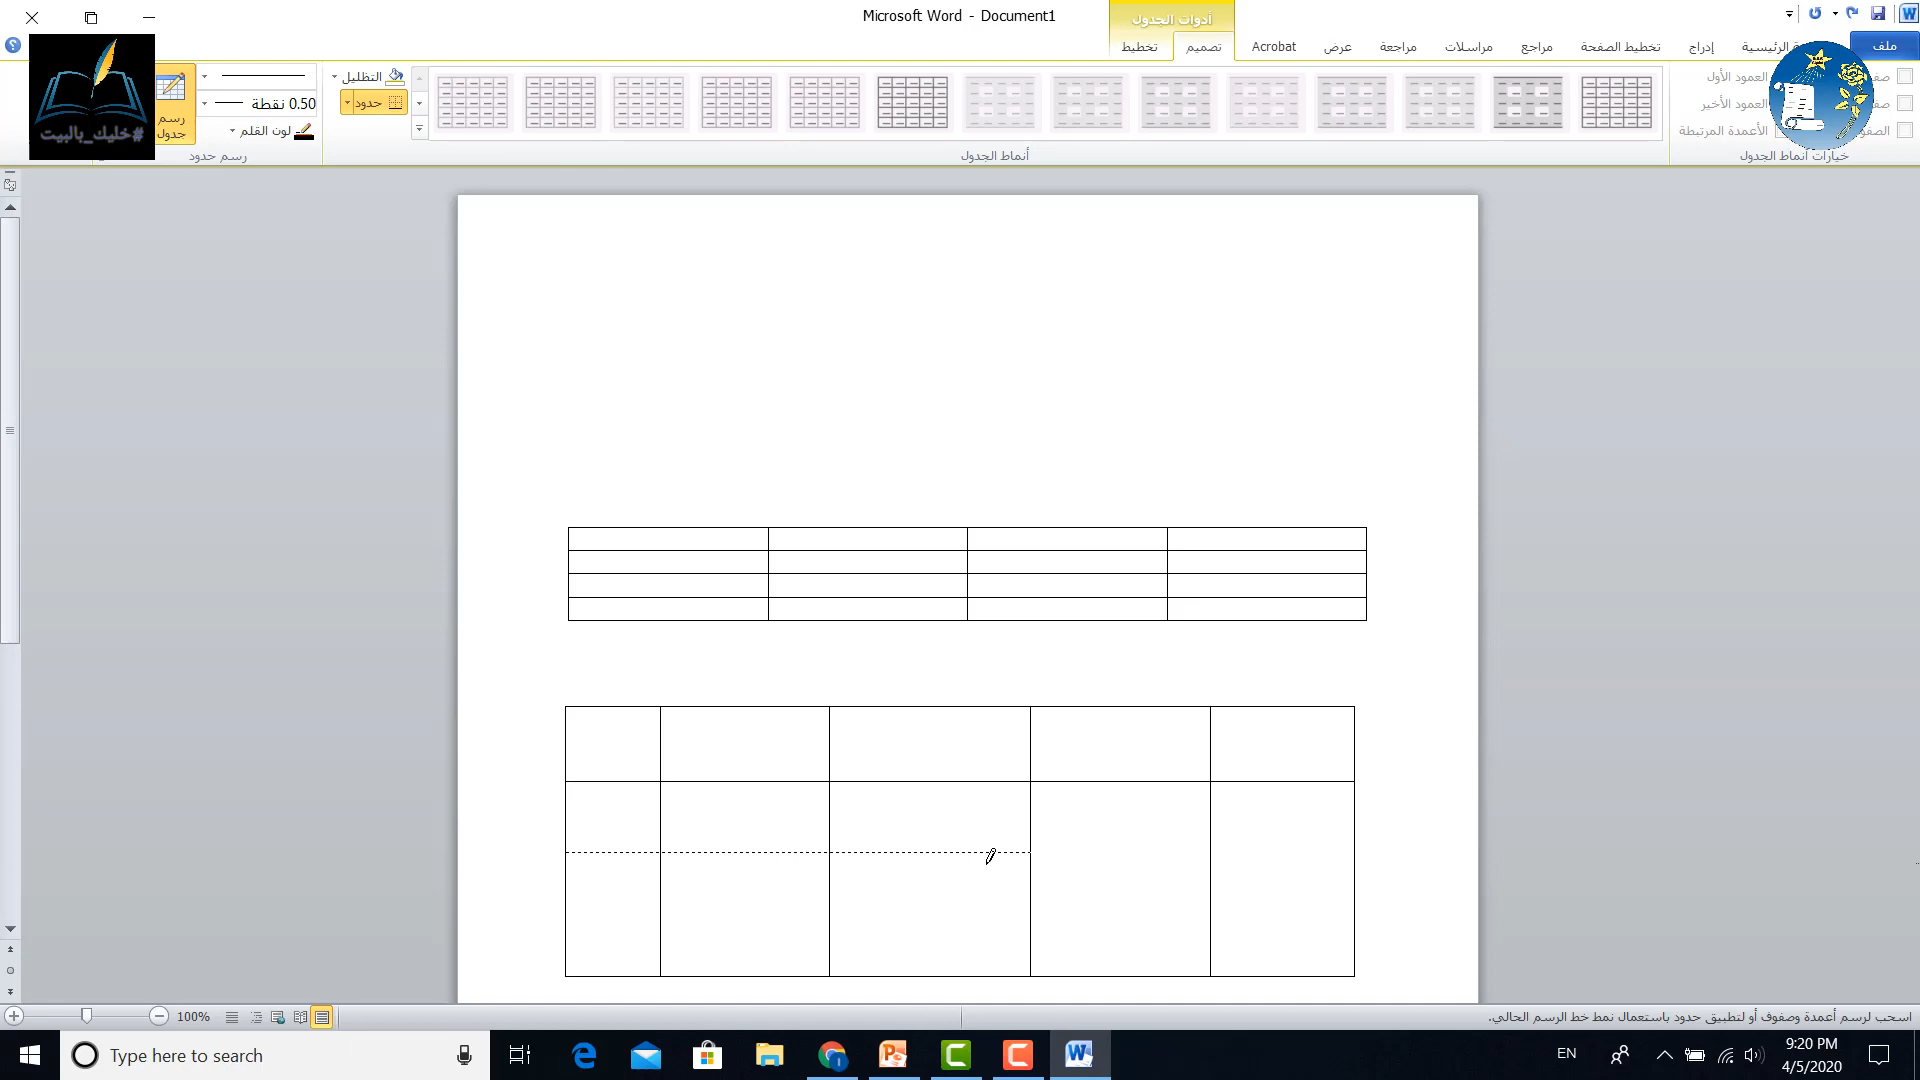 Microsoft Word - Document1
أدوات الجدول
ملف
الرئيسية
إدراج
تخطيط الصفحة
مراجع
مراسلات
مراجعة
عرض
Acrobat
تصميم
تخطيط
العمود الأول
العمود الأخير
الأعمدة المرتبطة
خيارات أنماط الجدول
أنماط الجدول
التظليل
حدود
0.50 نقطة
لون القلم
رسم جدول
رسم حدود
#خليك_بالبيت
اسحب لرسم أعمدة وصفوف أو لتطبيق حدود باستعمال نمط خط الرسم الحالي.
100%
Type here to search
EN
9:20 PM
4/5/2020